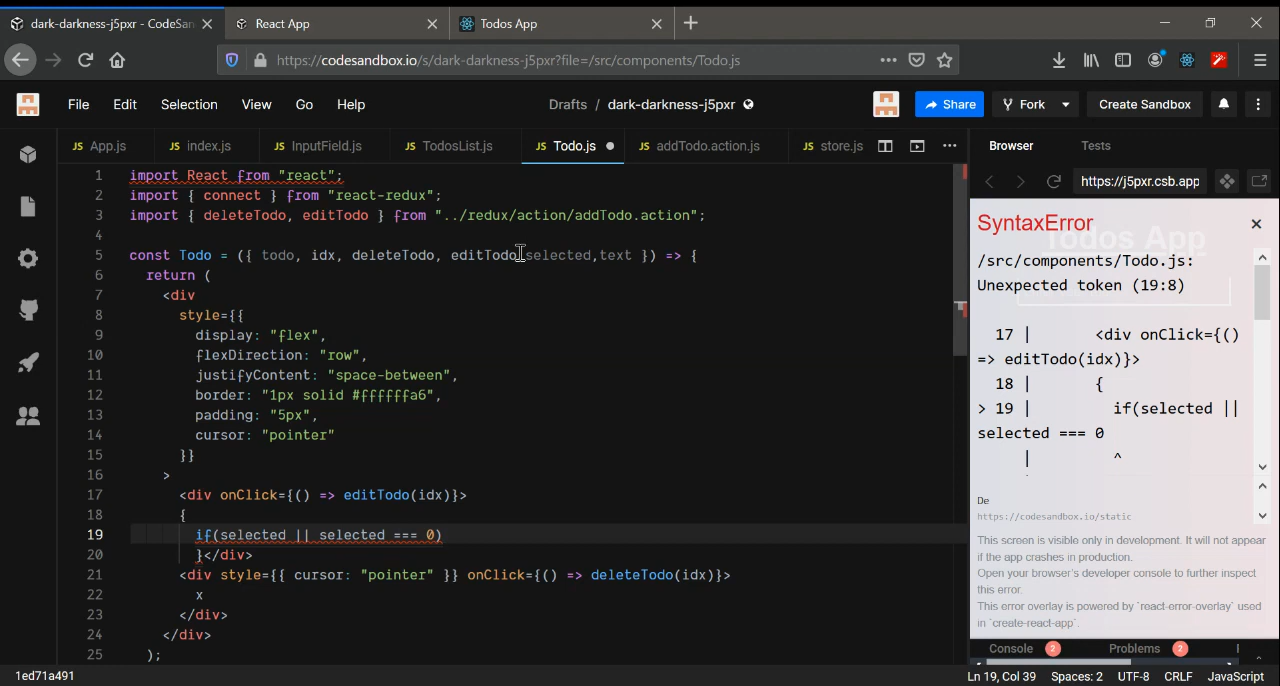 dark-darkness-j5pxr - CodeSan
React App
Todos App
https://codesandbox.io/s/dark-darkness-j5pxr?file=/src/components/Todo.js
File Edit Selection View Go Help
Drafts / dark-darkness-j5pxr
Share
Fork
Create Sandbox
JS App.js
JS index.js
JS InputField.js
JS TodosList.js
JS Todo.js
JS addTodo.action.js
JS store.js
1 import React from "react";
2 import { connect } from "react-redux";
3 import { deleteTodo, editTodo } from "../redux/action/addTodo.action";
4
5 const Todo = ({ todo, idx, deleteTodo, editTodo,selected,text }) => {
6 return (
7 <div
8 style={{
9 display: "flex",
10 flexDirection: "row",
11 justifyContent: "space-between",
12 border: "1px solid #ffffffa6",
13 padding: "5px",
14 cursor: "pointer"
15 }}
16 >
17 <div onClick={() => editTodo(idx)}>
18 {
19 if(selected || selected === 0)
20 }</div>
21 <div style={{ cursor: "pointer" }} onClick={() => deleteTodo(idx)}>
22 x
23 </div>
24 </div>
25 );
Browser
Tests
https://j5pxr.csb.app
Todos App
SyntaxError
/src/components/Todo.js:
Unexpected token (19:8)
17 | <div onClick={()
=> editTodo(idx)}>
18 | {
> 19 | if(selected ||
selected === 0
| ^
De
https://codesandbox.io/static
This screen is visible only in development. It will not appear
if the app crashes in production.
Open your browser's developer console to further inspect
this error.
This error overlay is powered by `react-error-overlay` used
in `create-react-app`.
Console 2
Problems 2
1ed71a491
Ln 19, Col 39 Spaces: 2 UTF-8 CRLF JavaScript